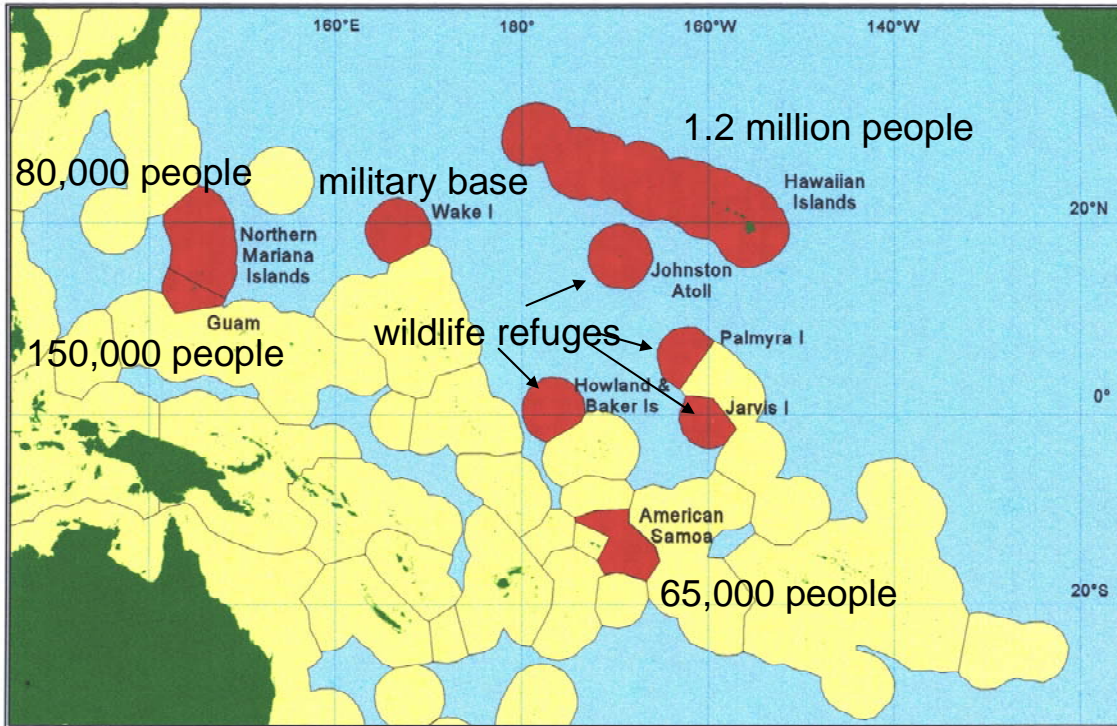 160°E
180°
160°W
140°W
1.2 million people
80,000 people
military base
Hawaiian
Islands
Wake I
20°N
Northern
Mariana
Islands
Johnston
Atoll
Guam
wildlife refuges
Palmyra I
150,000 people
Howland &
Baker Is
Jarvis I
0°
American
Samoa
65,000 people
20°S